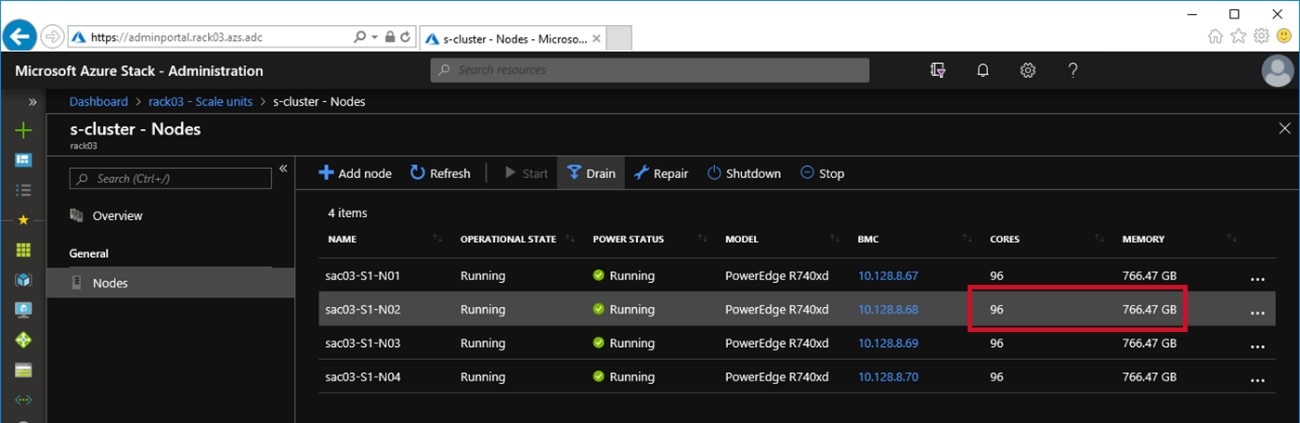 https://adminportal.rack03.azs.adc
s-cluster - Nodes - Microso...
Microsoft Azure Stack - Administration
Search resources
Dashboard > rack03 - Scale units > s-cluster - Nodes
s-cluster - Nodes
rack03
Search (Ctrl+/)
Overview
General
Nodes
Add node Refresh Start Drain Repair Shutdown Stop
4 items
NAME OPERATIONAL STATE POWER STATUS MODEL BMC CORES MEMORY
sac03-S1-N01 Running Running PowerEdge R740xd 10.128.8.67 96 766.47 GB ...
sac03-S1-N02 Running Running PowerEdge R740xd 10.128.8.68 96 766.47 GB ...
sac03-S1-N03 Running Running PowerEdge R740xd 10.128.8.69 96 766.47 GB ...
sac03-S1-N04 Running Running PowerEdge R740xd 10.128.8.70 96 766.47 GB ...